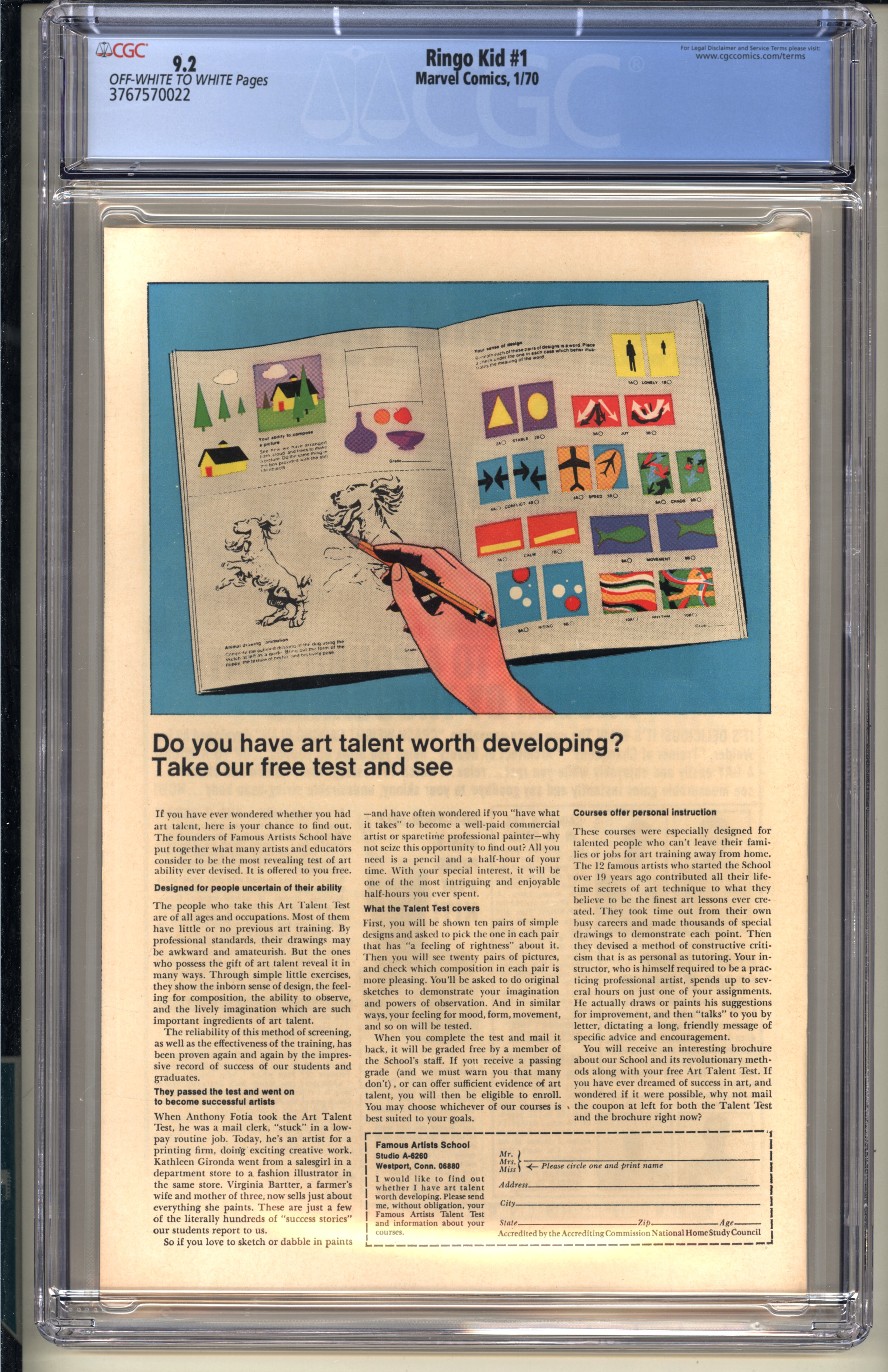 CGC
9.2
OFF-WHITE TO WHITE Pages
3767570022
Ringo Kid #1
Marvel Comics, 1/70
For Legal Disclaimer and Service Terms please visit:
www.cgccomics.com/terms
CGC
Your ability to compose
a picture
Your sense of design
LONELY
STABLE
JOY
CONFLICT
SPEED
CHAOS
CALM
MOVEMENT
Do you have art talent worth developing?
Take our free test and see
If you have ever wondered whether you had
art talent, here is your chance to find out.
The founders of Famous Artists School have
put together what many artists and educators
consider to be the most revealing test of art
ability ever devised. It is offered to you free.
Designed for people uncertain of their ability
The people who take this Art Talent Test
are of all ages and occupations. Most of them
have little or no previous art training. By
professional standards, their drawings may
be awkward and amateurish. But the ones
who possess the gift of art talent reveal it in
many ways. Through simple little exercises,
they show the inborn sense of design, the feel-
ing for composition, the ability to observe,
and the lively imagination which are such
important ingredients of art talent.
The reliability of this method of screening,
as well as the effectiveness of the training, has
been proven again and again by the impres-
sive record of success of our students and
graduates.
They passed the test and went on
to become successful artists
When Anthony Fotia took the Art Talent
Test, he was a mail clerk, "stuck" in a low-
pay routine job. Today, he's an artist for a
printing firm, doing exciting creative work.
Kathleen Gironda went from a salesgirl in a
department store to a fashion illustrator in
the same store. Virginia Bartter, a farmer's
wife and mother of three, now sells just about
everything she paints. These are just a few
of the literally hundreds of "success stories"
our students report to us.
So if you love to sketch or dabble in paints
—and have often wondered if you "have what
it takes" to become a well-paid commercial
artist or sparetime professional painter—why
not seize this opportunity to find out? All you
need is a pencil and a half-hour of your
time. With your special interest, it will be
one of the most intriguing and enjoyable
half-hours you ever spent.
What the Talent Test covers
First, you will be shown ten pairs of simple
designs and asked to pick the one in each pair
that has "a feeling of rightness" about it.
Then you will see twenty pairs of pictures,
and check which composition in each pair is
more pleasing. You'll be asked to do original
sketches to demonstrate your imagination
and powers of observation. And in similar
ways, your feeling for mood, form, movement,
and so on will be tested.
When you complete the test and mail it
back, it will be graded free by a member of
the School's staff. If you receive a passing
grade (and we must warn you that many
don't), or can offer sufficient evidence of art
talent, you will then be eligible to enroll.
You may choose whichever of our courses is
best suited to your goals.
Courses offer personal instruction
These courses were especially designed for
talented people who can't leave their fami-
lies or jobs for art training away from home.
The 12 famous artists who started the School
over 19 years ago contributed all their life-
time secrets of art technique to what they
believe to be the finest art lessons ever cre-
ated. They took time out from their own
busy careers and made thousands of special
drawings to demonstrate each point. Then
they devised a method of constructive criti-
cism that is as personal as tutoring. Your in-
structor, who is himself required to be a prac-
ticing professional artist, spends up to sev-
eral hours on just one of your assignments.
He actually draws or paints his suggestions
for improvement, and then "talks" to you by
letter, dictating a long, friendly message of
specific advice and encouragement.
You will receive an interesting brochure
about our School and its revolutionary meth-
ods along with your free Art Talent Test. If
you have ever dreamed of success in art, and
wondered if it were possible, why not mail
the coupon at left for both the Talent Test
and the brochure right now?
Famous Artists School
Studio A-6260
Westport, Conn. 06880
I would like to find out
whether I have art talent
worth developing. Please send
me, without obligation, your
Famous Artists Talent Test
and information about your
courses.
Mr.
Mrs.
Miss
Please circle one and print name
Address
City
State Zip Age
Accredited by the Accrediting Commission National Home Study Council